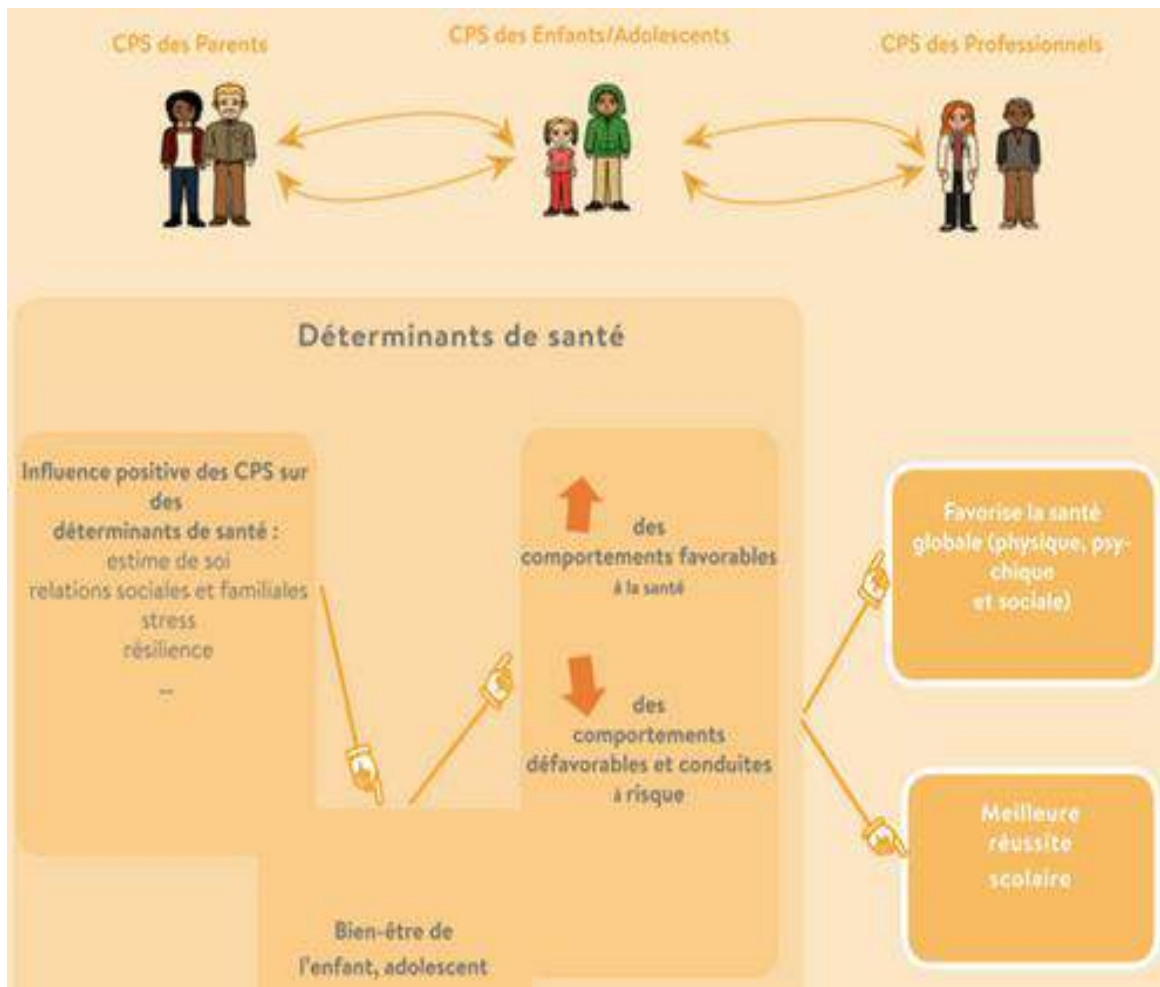 CPS des Parents
CPS des Enfants/Adolescents
CPS des Professionnels
Déterminants de santé
Influence positive des CPS sur
des
déterminants de santé :
estime de soi
relations sociales et familiales
stress
résilience
...
des
comportements favorables
à la santé
des
comportements
défavorables et conduites
à risque
Bien-être de
l'enfant, adolescent
Favorise la santé
globale (physique, psy-
chique
et sociale)
Meilleure
réussite
scolaire